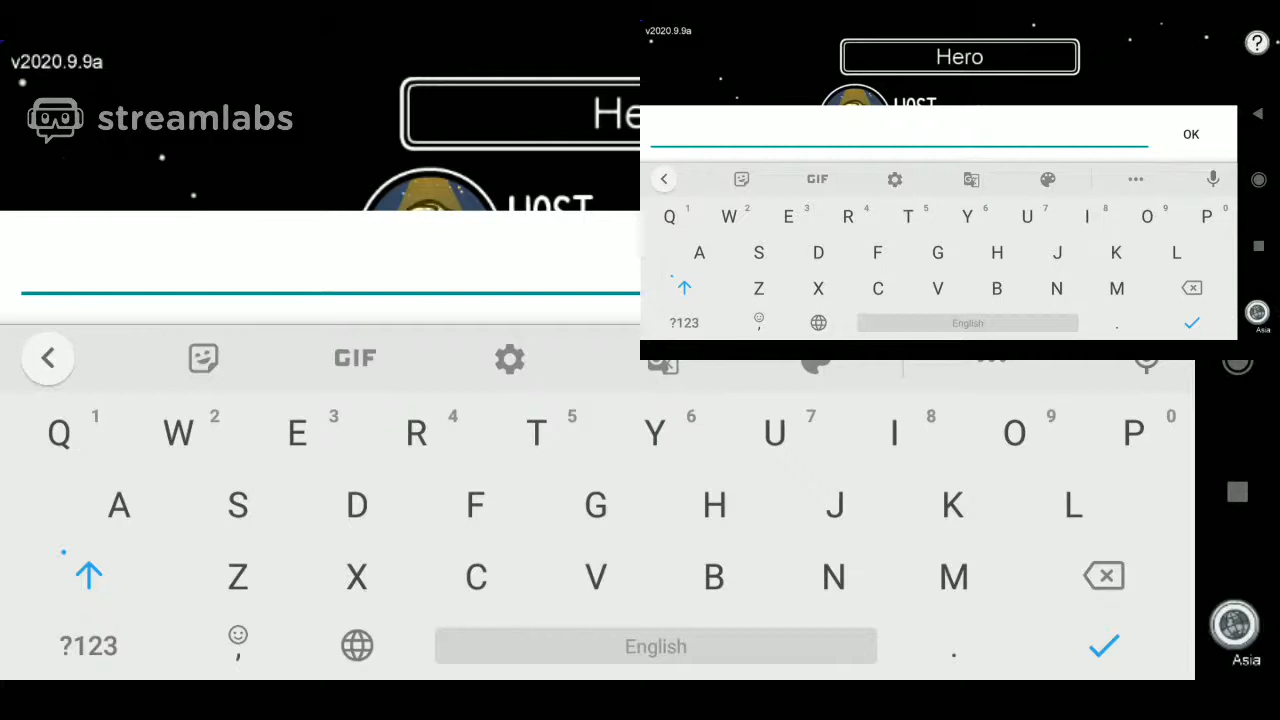 v2020.9.9a
streamlabs
He
HOST
GIF
Q 1 W 2 E 3 R 4 T 5 Y 6 U 7 I 8 O 9 P 0
A S D F G H J K L
Z X C V B N M
?123 , English .
Asia
v2020.9.9a
Hero
?
HOST
OK
GIF
Q 1 W 2 E 3 R 4 T 5 Y 6 U 7 I 8 O 9 P 0
A S D F G H J K L
Z X C V B N M
?123 , English .
Asia